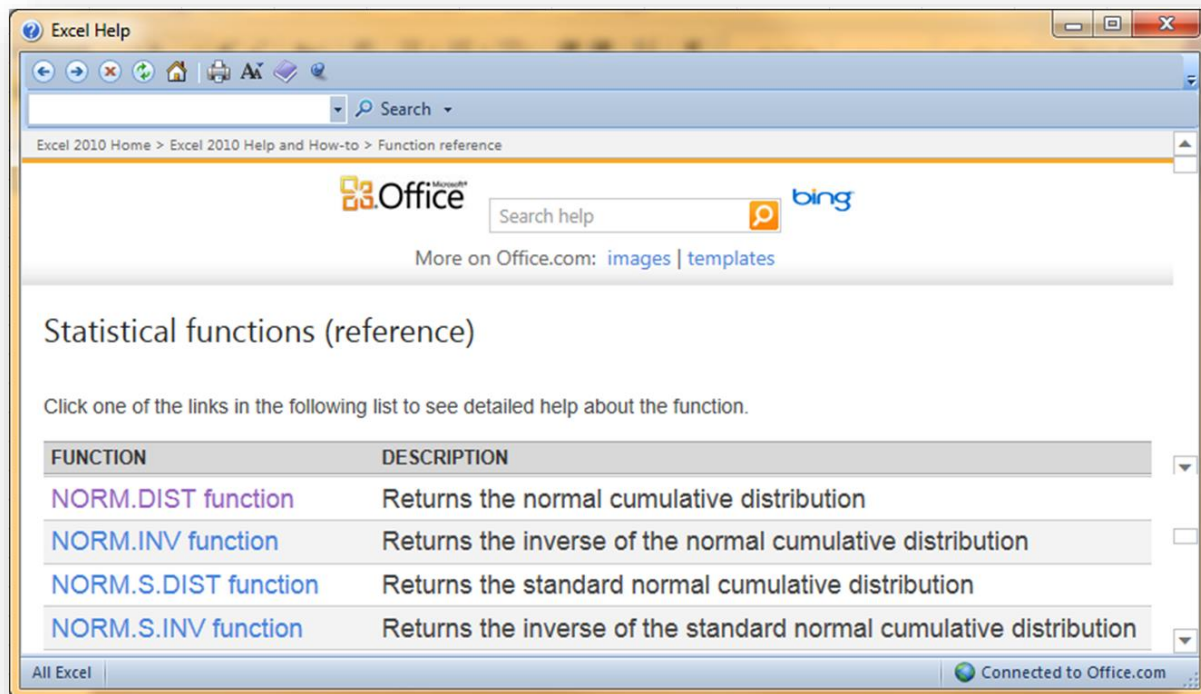 Excel Help
Search
Excel 2010 Home > Excel 2010 Help and How-to > Function reference
Microsoft® Office
Search help
bing
More on Office.com: images | templates
Statistical functions (reference)
Click one of the links in the following list to see detailed help about the function.
FUNCTION DESCRIPTION
NORM.DIST function Returns the normal cumulative distribution
NORM.INV function Returns the inverse of the normal cumulative distribution
NORM.S.DIST function Returns the standard normal cumulative distribution
NORM.S.INV function Returns the inverse of the standard normal cumulative distribution
All Excel Connected to Office.com